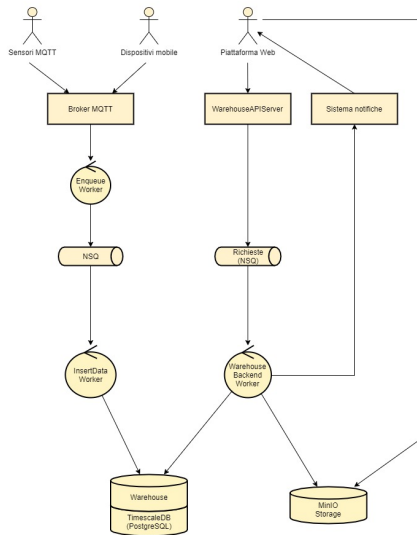 Sensori MQTT
Dispositivi mobile
Piattaforma Web
Broker MQTT
WarehouseAPIServer
Sistema notifiche
Enqueue
Worker
NSQ
Richieste
(NSQ)
InsertData
Worker
Warehouse
Backend
Worker
Warehouse
TimescaleDB
(PostgreSQL)
MinIO
Storage